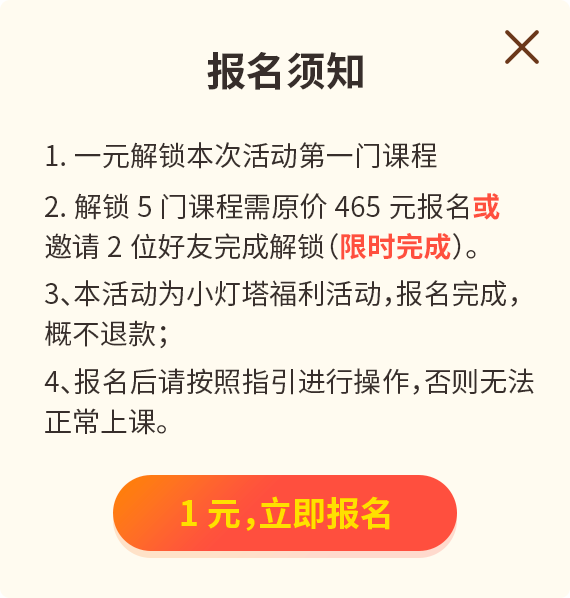 报名须知
1. 一元解锁本次活动第一门课程
2. 解锁 5 门课程需原价 465 元报名或
邀请 2 位好友完成解锁（限时完成）。
3、本活动为小灯塔福利活动，报名完成，
概不退款；
4、报名后请按照指引进行操作，否则无法
正常上课。
1 元，立即报名